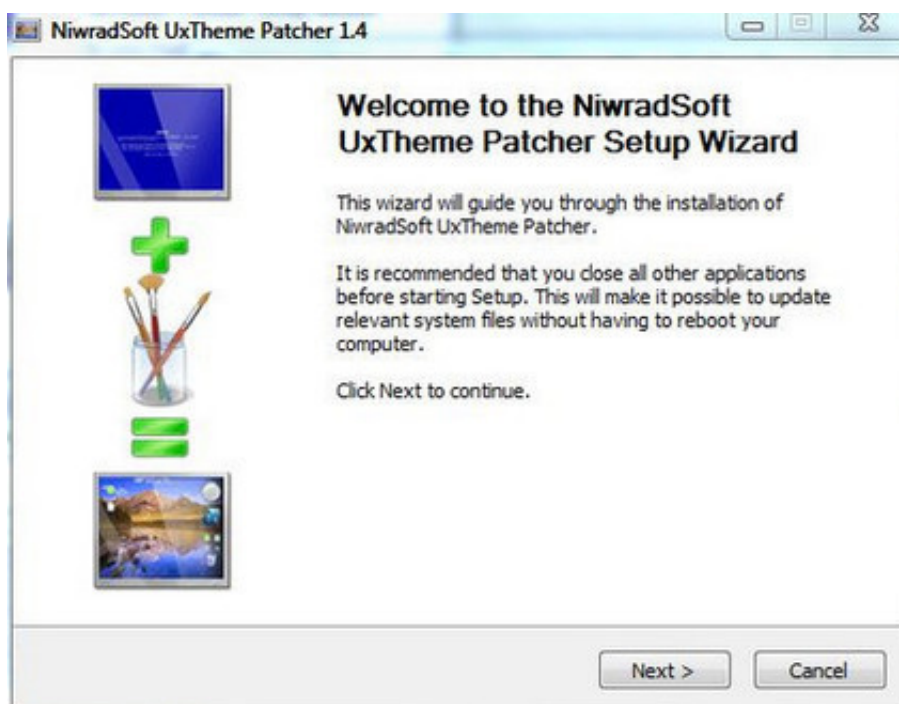 NiwradSoft UxTheme Patcher 1.4
Welcome to the NiwradSoft
UxTheme Patcher Setup Wizard
This wizard will guide you through the installation of
NiwradSoft UxTheme Patcher.
It is recommended that you close all other applications
before starting Setup. This will make it possible to update
relevant system files without having to reboot your
computer.
Click Next to continue.
Next >
Cancel